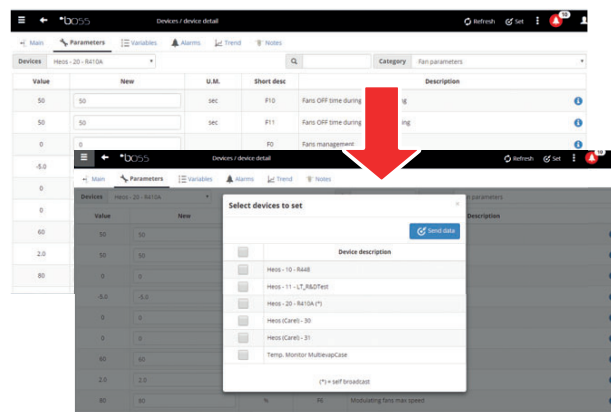 boss Devices / device detail Refresh Set 10
Main Parameters Variables Alarms Trend Notes
Devices Heos - 20 - R410A Category Fan parameters
Value New U.M. Short desc Description
50 50 sec F10 Fans OFF time during
50 50 sec F11 Fans OFF time during
0 0 F0 Fans management
-5.0
0
0
60
2.0
80
boss Devices / device detail Refresh Set 10
Main Parameters Variables Alarms Trend Notes
Devices Heos - 20 - R410A parameters
Value New Description
50 50
50 50
0 0
-5.0 -5.0
0 0
0 0
60 60
2.0 2.0
80 80 % F6 Modulating fans max speed
Select devices to set ×
Send data
Device description
Heos - 10 - R448
Heos - 11 - LT_R&DTest
Heos - 20 - R410A (*)
Heos (Carel) - 30
Heos (Carel) - 31
Temp. Monitor MultievapCase
(*) = self broadcast